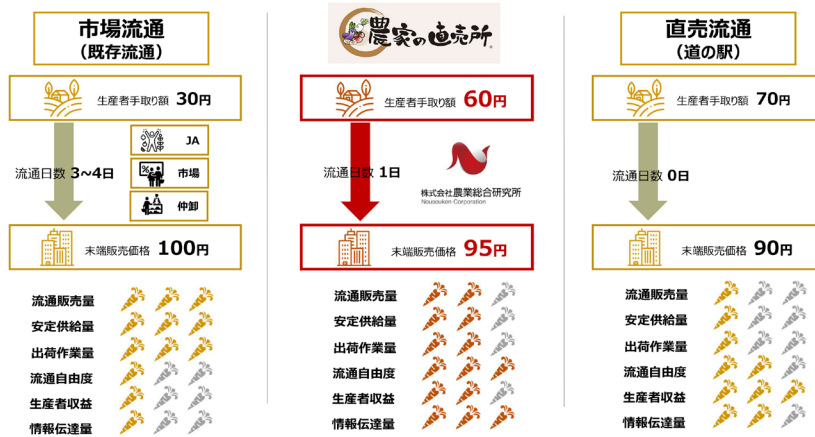 市場流通
（既存流通）
生産者手取り額 30円
JA
流通日数 3~4日
市場
仲卸
末端販売価格 100円
流通販売量
安定供給量
出荷作業量
流通自由度
生産者収益
情報伝達量
農家の直売所
生産者手取り額 60円
流通日数 1日
株式会社農業総合研究所
Nousouken Corporation
末端販売価格 95円
流通販売量
安定供給量
出荷作業量
流通自由度
生産者収益
情報伝達量
直売流通
（道の駅）
生産者手取り額 70円
流通日数 0日
末端販売価格 90円
流通販売量
安定供給量
出荷作業量
流通自由度
生産者収益
情報伝達量